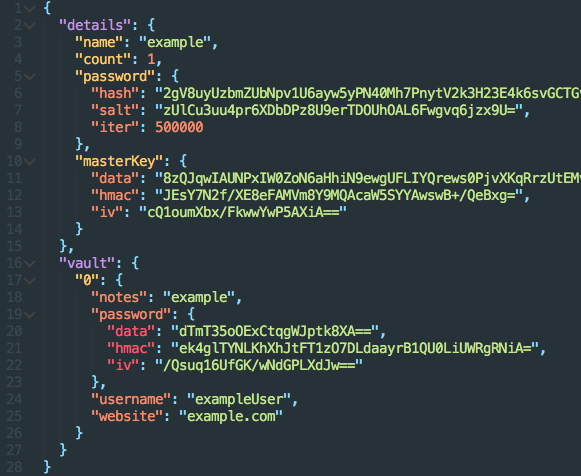 1 {
2 "details": {
3 "name": "example",
4 "count": 1,
5 "password": {
6 "hash": "2gV8uyUzbmZUbNpv1U6ayw5yPN40Mh7PnytV2k3H23E4k6svGCTG
7 "salt": "zUlCu3uu4pr6XDbDPz8U9erTDOUhOAL6Fwgvq6jzx9U=",
8 "iter": 500000
9 },
10 "masterKey": {
11 "data": "8zQJqwIAUNPxIW0ZoN6aHhiN9ewgUFLIYQrews0PjvXKqRrzUtEM
12 "hmac": "JEsY7N2f/XE8eFAMVm8Y9MQAcaW5SYYAwswB+/QeBxg=",
13 "iv": "cQ1oumXbx/FkwwYwP5AXiA=="
14 }
15 },
16 "vault": {
17 "0": {
18 "notes": "example",
19 "password": {
20 "data": "dTmT35oOExCtqgWJptk8XA==",
21 "hmac": "ek4glTYNLKhXhJtFT1zO7DLdaayrB1QU0LiUWRgRNiA=",
22 "iv": "/Qsuq16UfGK/wNdGPLXdJw=="
23 },
24 "username": "exampleUser",
25 "website": "example.com"
26 }
27 }
28 }